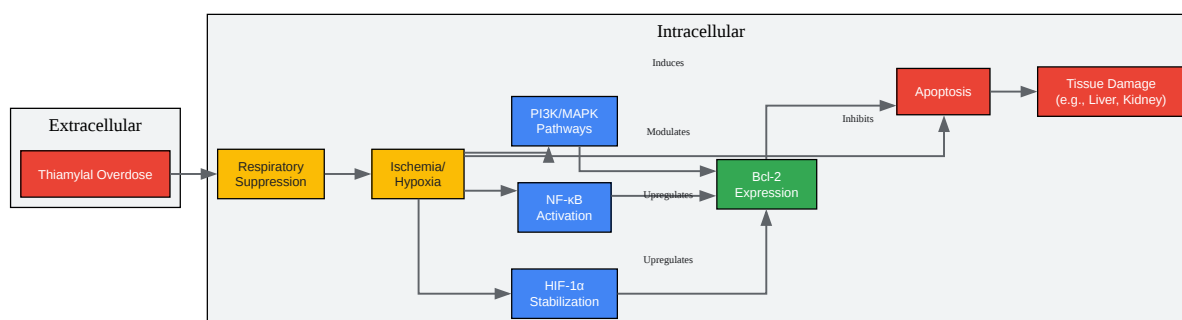 Intracellular
Extracellular
Thiamylal Overdose
Respiratory
Suppression
Ischemia/
Hypoxia
PI3K/MAPK
Pathways
NF-κB
Activation
HIF-1α
Stabilization
Induces
Modulates
Upregulates
Upregulates
Bcl-2
Expression
Inhibits
Apoptosis
Tissue Damage
(e.g., Liver, Kidney)